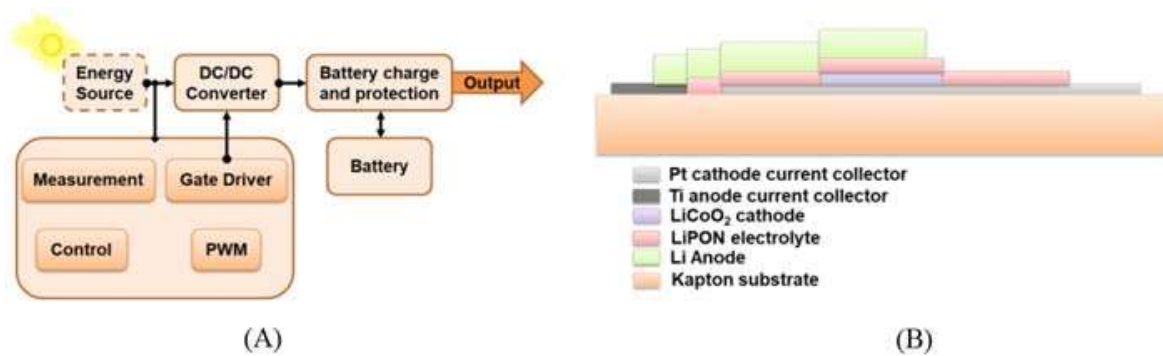 Energy
Source
DC/DC
Converter
Battery charge
and protection
Output
Measurement
Gate Driver
Battery
Control
PWM
(A)
Pt cathode current collector
Ti anode current collector
LiCoO₂ cathode
LiPON electrolyte
Li Anode
Kapton substrate
(B)